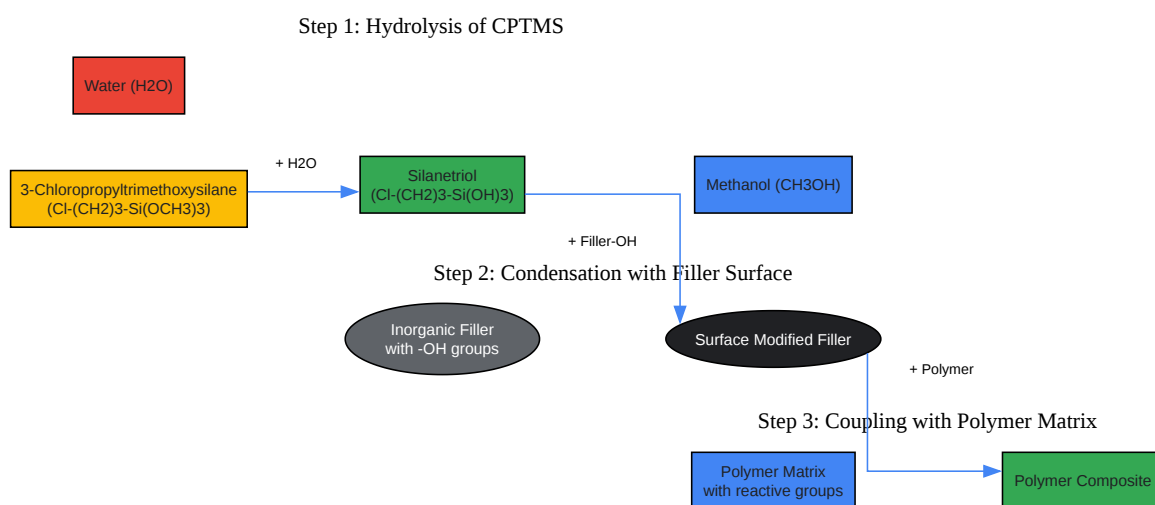 Step 1: Hydrolysis of CPTMS
Water (H2O)
+ H2O
3-Chloropropyltrimethoxysilane
(Cl-(CH2)3-Si(OCH3)3)
Silanetriol
(Cl-(CH2)3-Si(OH)3)
Methanol (CH3OH)
+ Filler-OH
Step 2: Condensation with Filler Surface
Inorganic Filler
with -OH groups
Surface Modified Filler
+ Polymer
Step 3: Coupling with Polymer Matrix
Polymer Matrix
with reactive groups
Polymer Composite